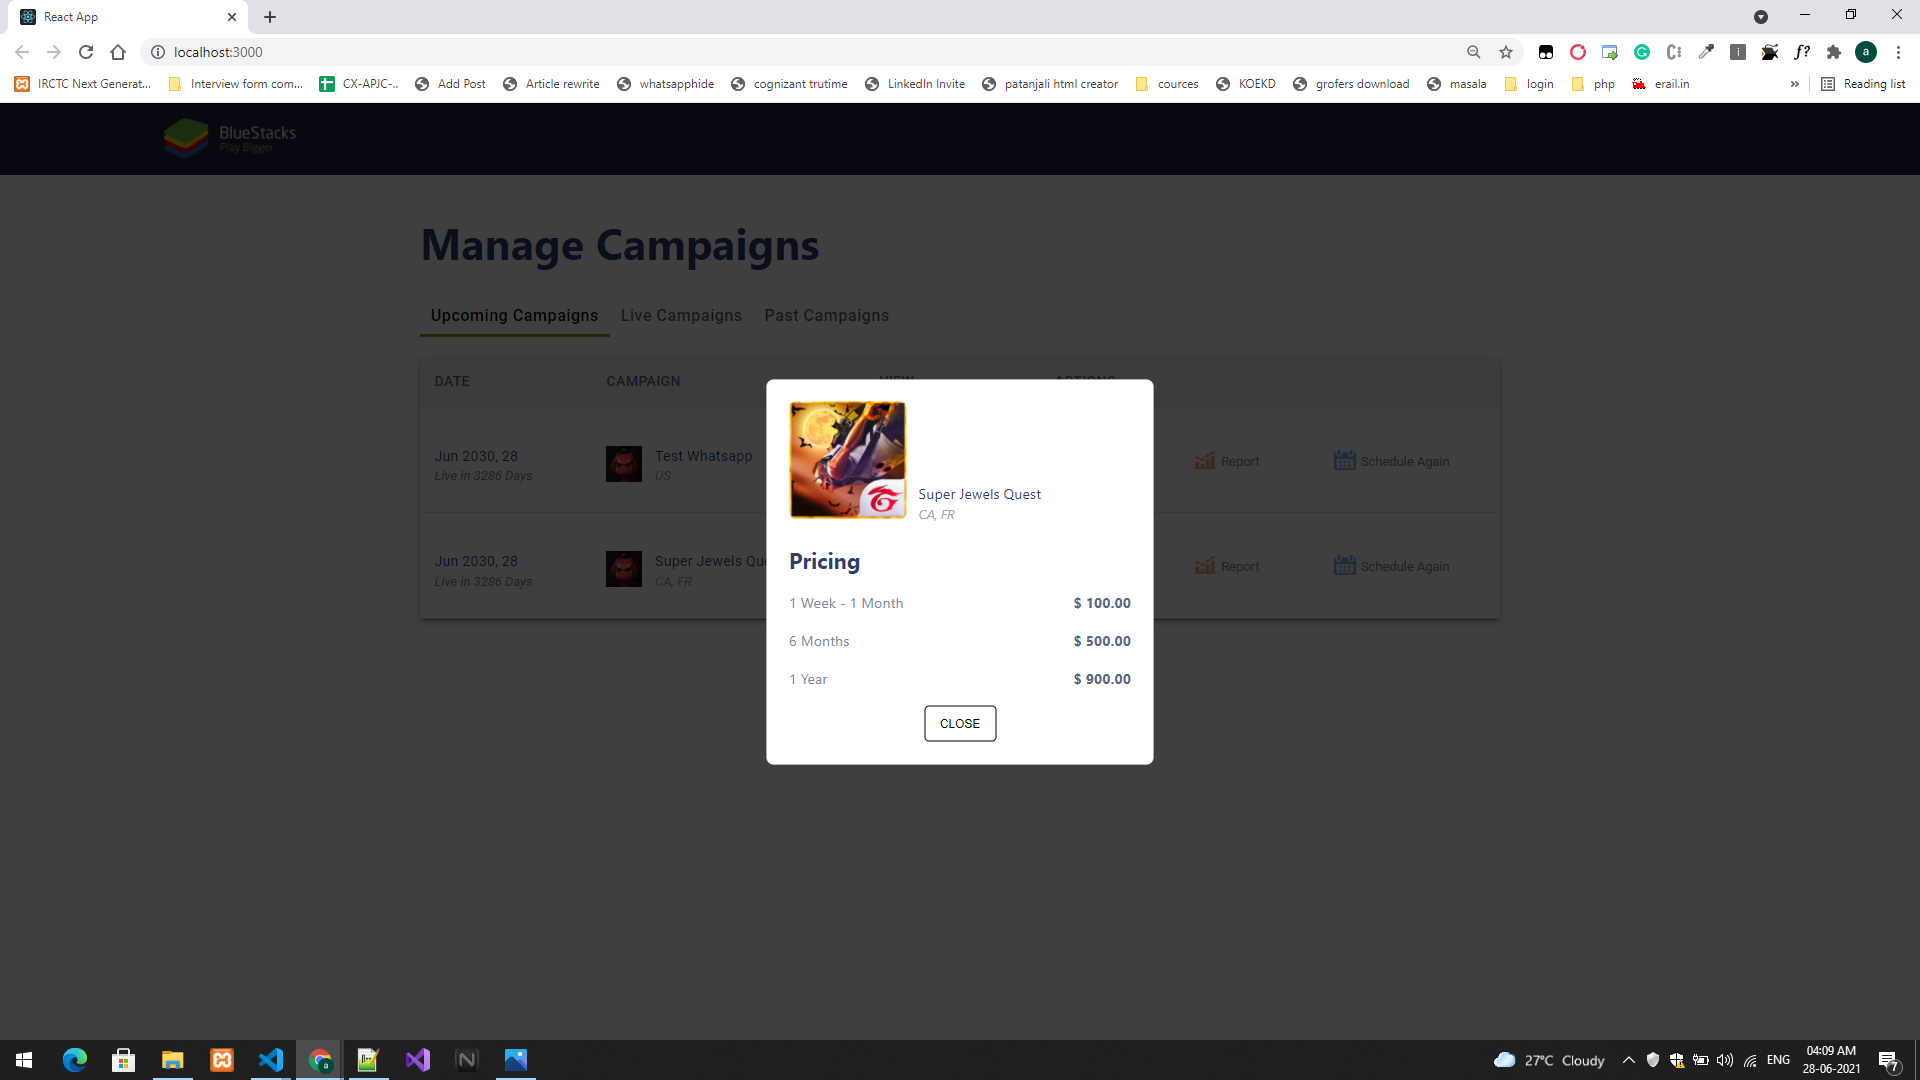 React App
localhost:3000
IRCTC Next Generat... Interview form com... CX-APJC-.. Add Post Article rewrite whatsapphide cognizant trutime LinkedIn Invite patanjali html creator cources KOEKD grofers download masala login php erail.in » Reading list
BlueStacks
Play Bigger
Manage Campaigns
Upcoming Campaigns Live Campaigns Past Campaigns
DATE CAMPAIGN VIEW ACTIONS
Jun 2030, 28 Test Whatsapp
Live in 3286 Days US
Report Schedule Again
Jun 2030, 28 Super Jewels Que
Live in 3286 Days CA, FR
Report Schedule Again
Super Jewels Quest
CA, FR
Pricing
1 Week - 1 Month $ 100.00
6 Months $ 500.00
1 Year $ 900.00
CLOSE
27°C Cloudy ENG
04:09 AM
28-06-2021
7